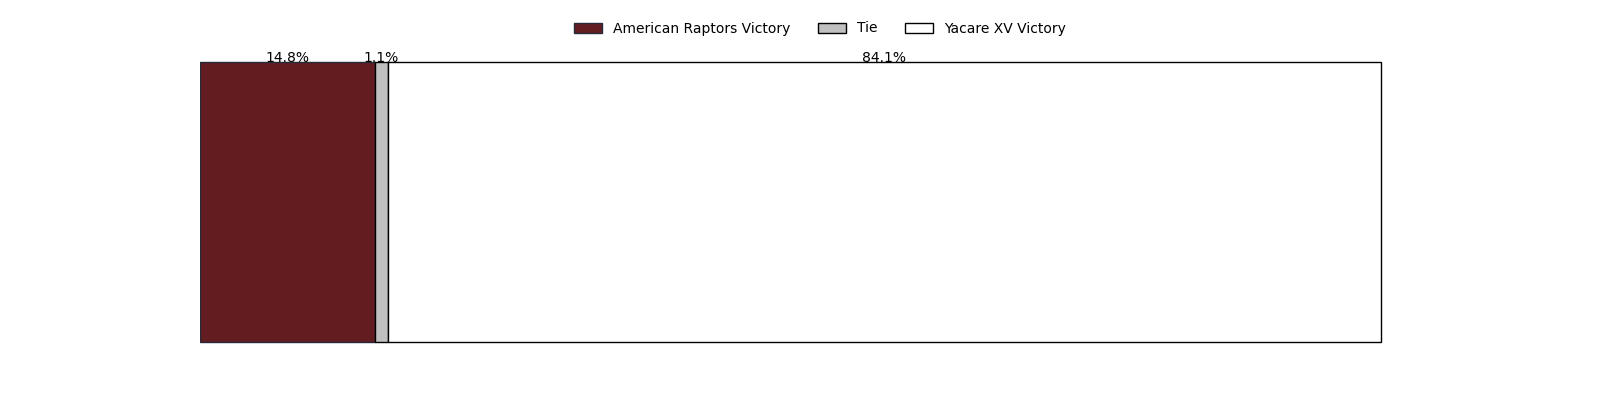 American Raptors Victory Tie Yacare XV Victory
14.8% 1.1% 84.1%